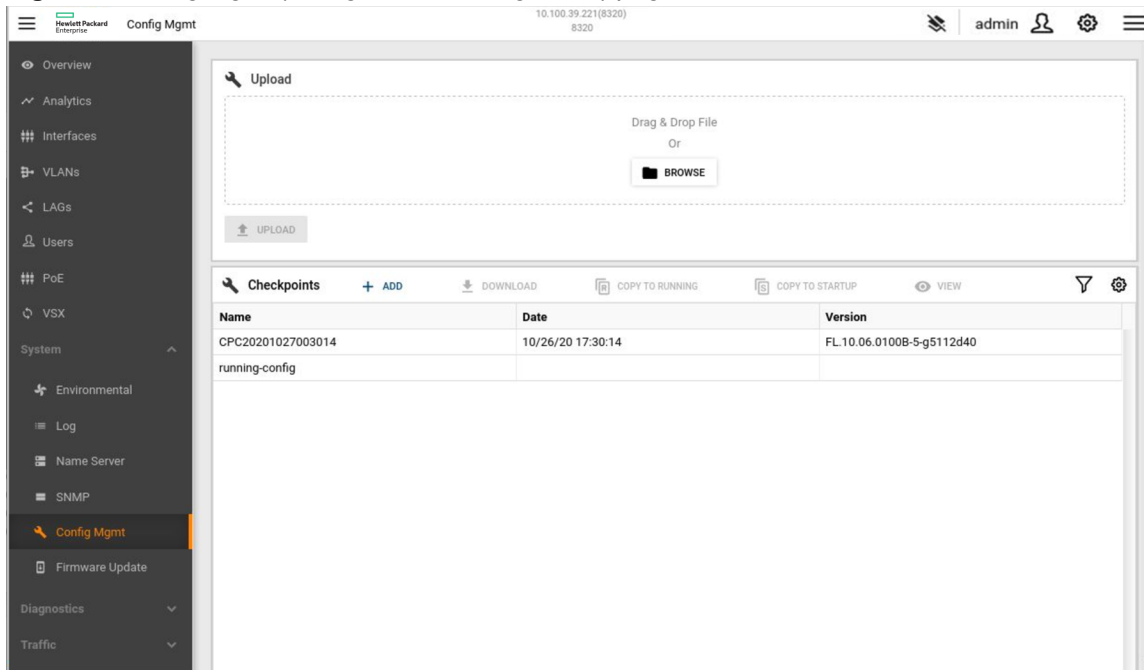 Hewlett Packard
Enterprise
Config Mgmt
10.100.39.221(8320)
8320
admin
Overview
Analytics
Interfaces
VLANs
LAGs
Users
PoE
VSX
System
Environmental
Log
Name Server
SNMP
Config Mgmt
Firmware Update
Diagnostics
Traffic
Upload
Drag & Drop File
Or
BROWSE
UPLOAD
Checkpoints + ADD DOWNLOAD COPY TO RUNNING COPY TO STARTUP VIEW
Name Date Version
CPC20201027003014 10/26/20 17:30:14 FL.10.06.0100B-5-g5112d40
running-config